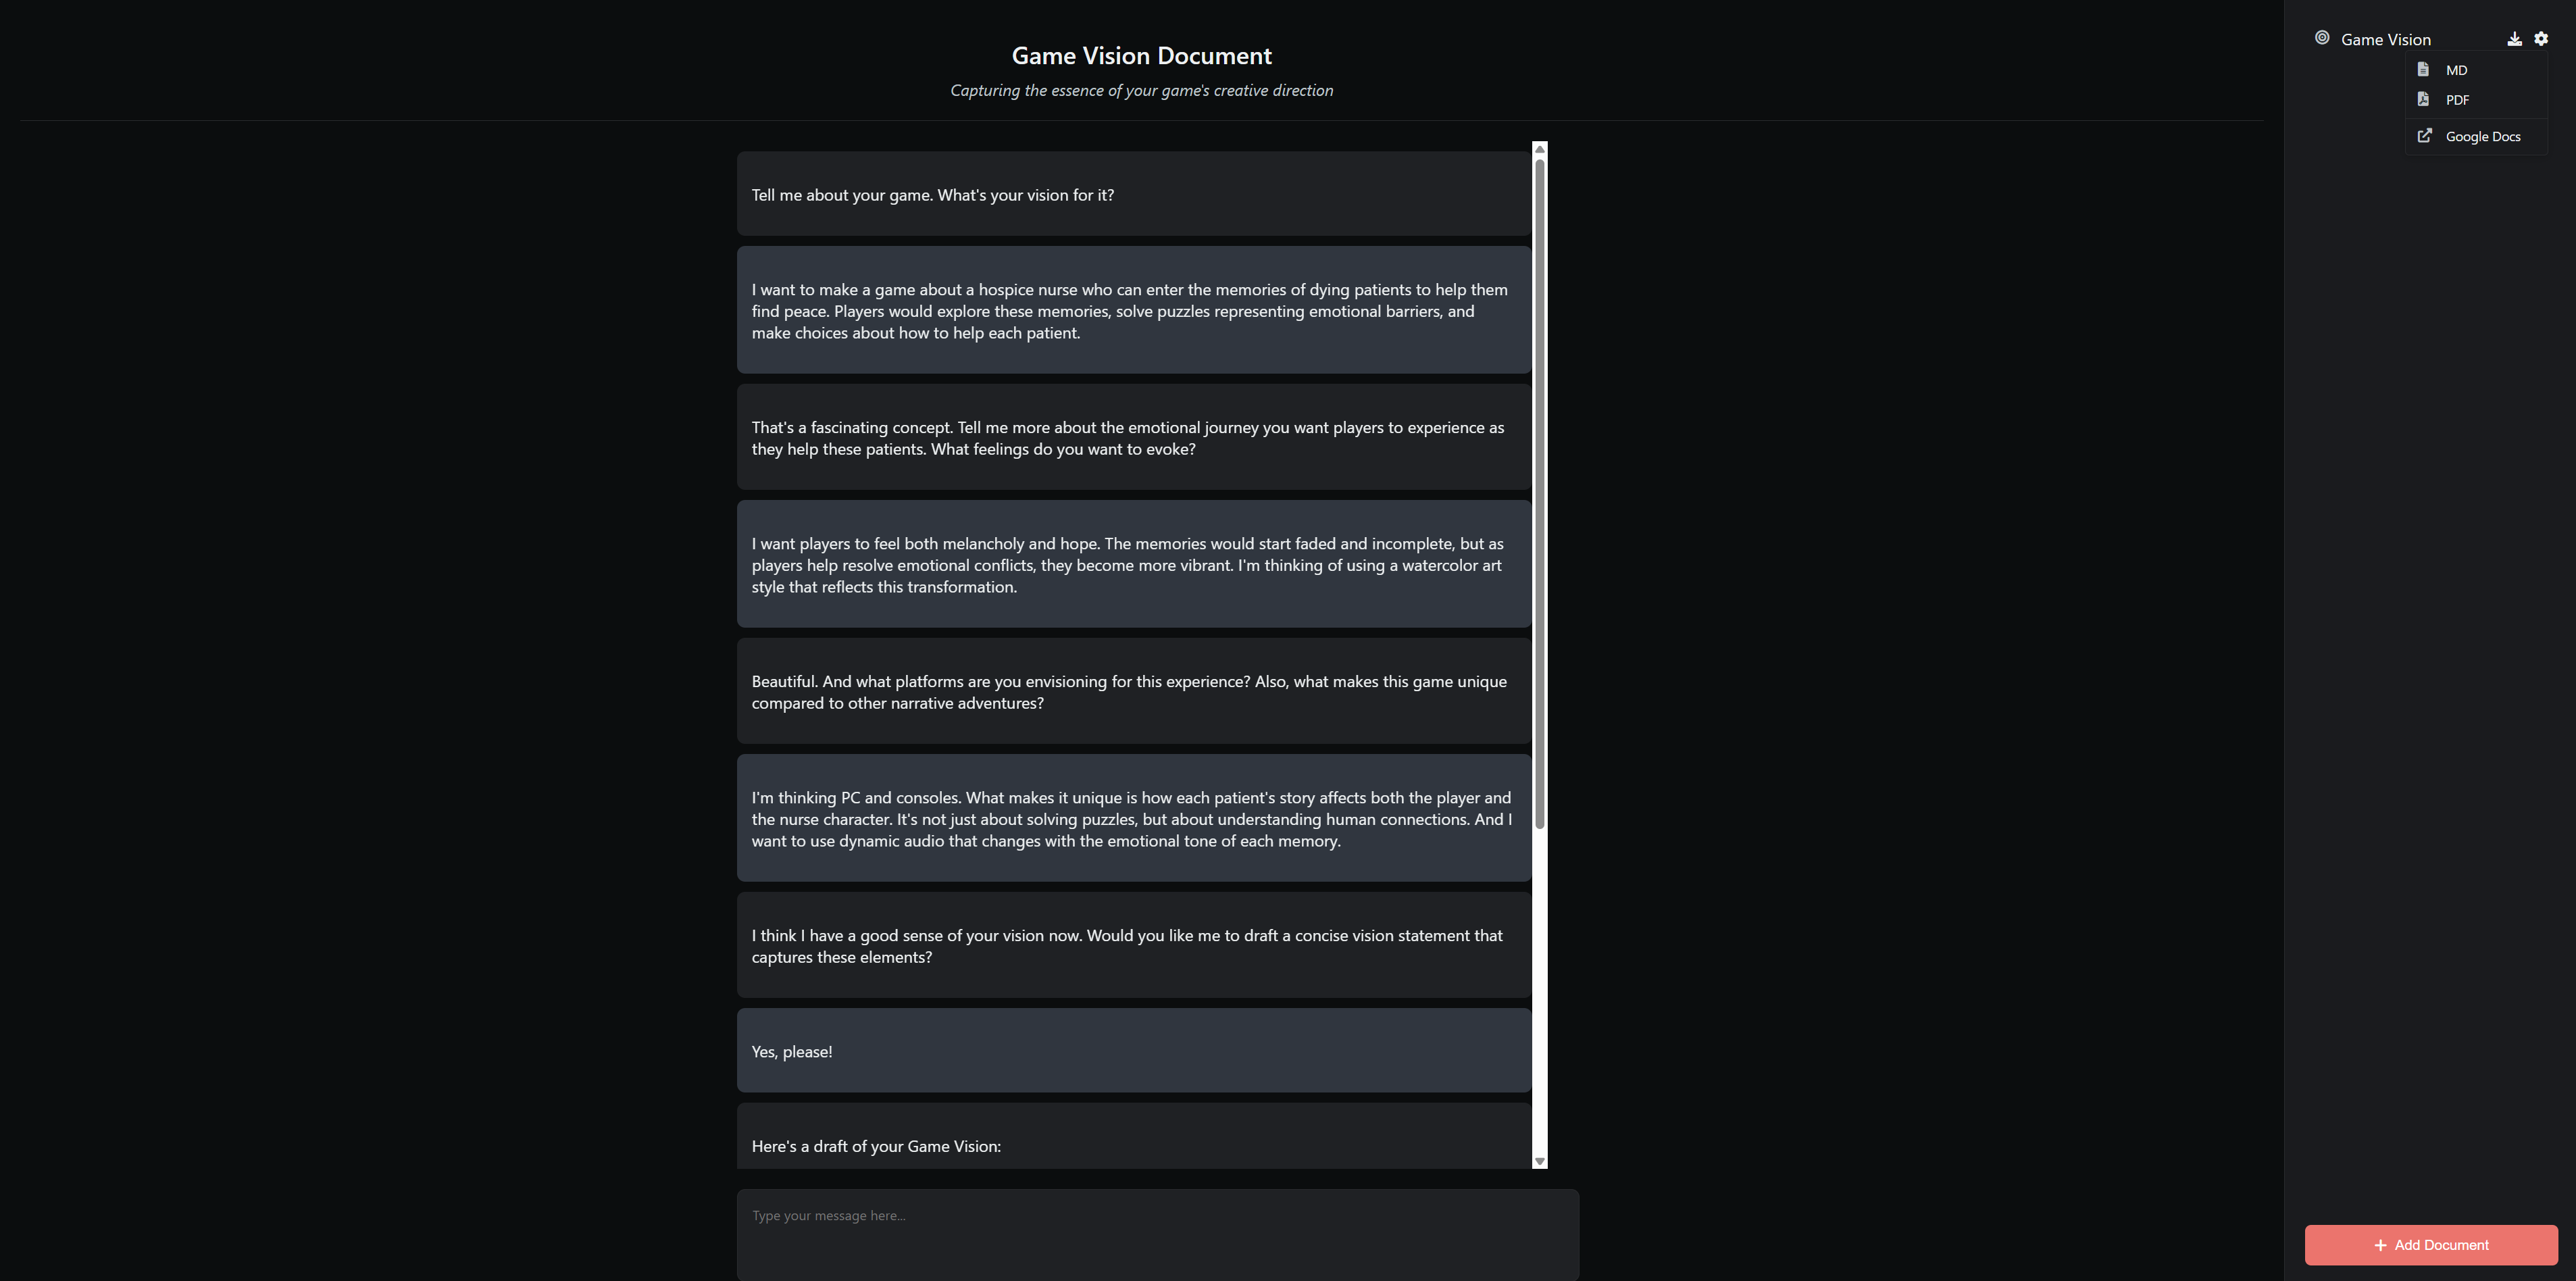 Game Vision Document
Capturing the essence of your game's creative direction
Tell me about your game. What's your vision for it?
I want to make a game about a hospice nurse who can enter the memories of dying patients to help them
find peace. Players would explore these memories, solve puzzles representing emotional barriers, and
make choices about how to help each patient.
That's a fascinating concept. Tell me more about the emotional journey you want players to experience as
they help these patients. What feelings do you want to evoke?
I want players to feel both melancholy and hope. The memories would start faded and incomplete, but as
players help resolve emotional conflicts, they become more vibrant. I'm thinking of using a watercolor art
style that reflects this transformation.
Beautiful. And what platforms are you envisioning for this experience? Also, what makes this game unique
compared to other narrative adventures?
I'm thinking PC and consoles. What makes it unique is how each patient's story affects both the player and
the nurse character. It's not just about solving puzzles, but about understanding human connections. And I
want to use dynamic audio that changes with the emotional tone of each memory.
I think I have a good sense of your vision now. Would you like me to draft a concise vision statement that
captures these elements?
Yes, please!
Here's a draft of your Game Vision:
Type your message here...
Game Vision
MD
PDF
Google Docs
Add Document